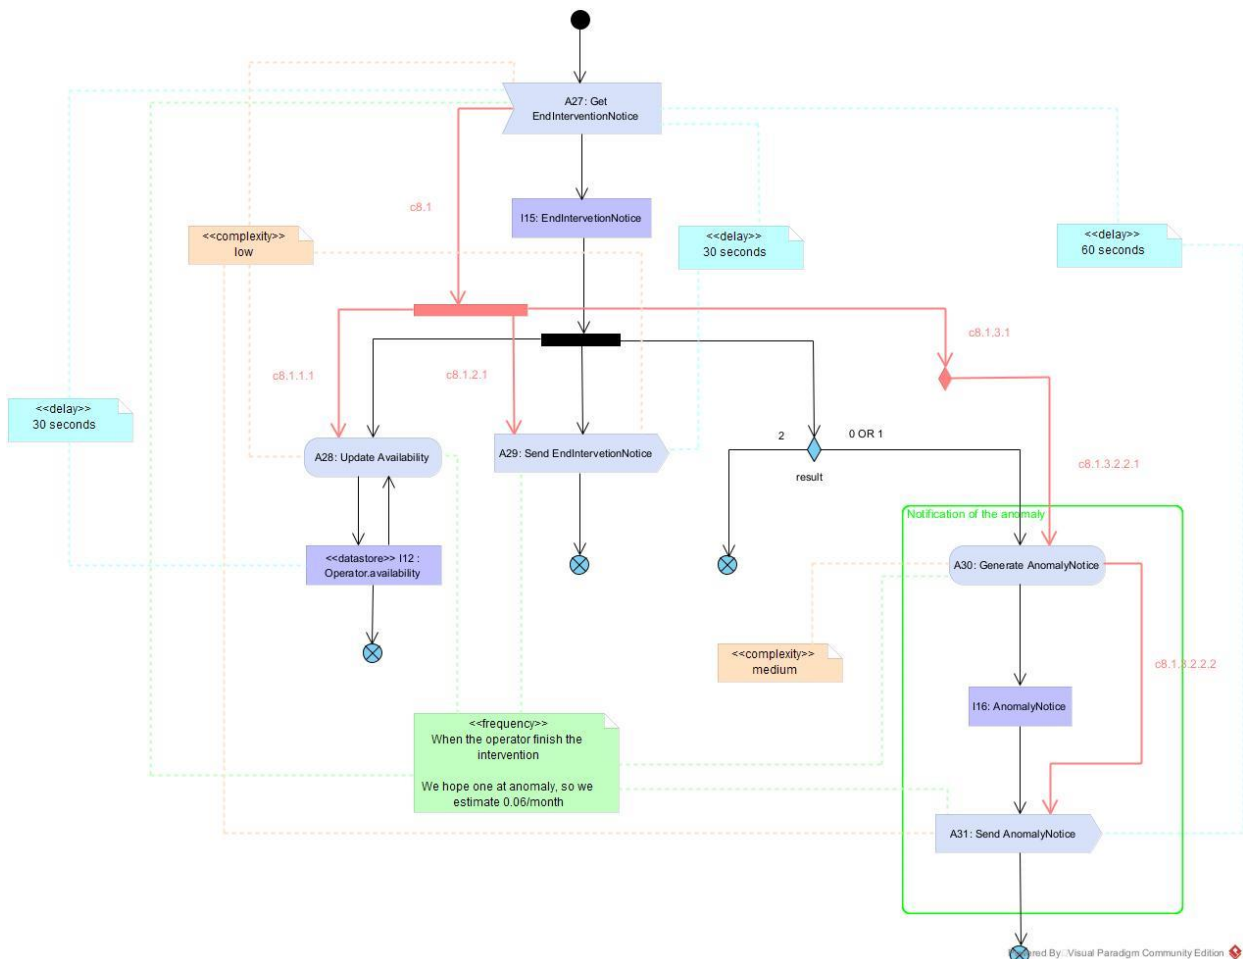 A27: Get
EndInterventionNotice
c8.1
I15: EndIntervetionNotice
<<complexity>>
low
<<delay>>
30 seconds
<<delay>>
60 seconds
c8.1.3.1
c8.1.1.1
c8.1.2.1
<<delay>>
30 seconds
2
0 OR 1
A28: Update Availability
A29: Send EndIntervetionNotice
result
c8.1.3.2.2.1
Notification of the anomaly
<<datastore>> I12 :
Operator.availability
A30: Generate AnomalyNotice
<<complexity>>
medium
c8.1.3.2.2.2
I16: AnomalyNotice
<<frequency>>
When the operator finish the
intervention
We hope one at anomaly, so we
estimate 0.06/month
A31: Send AnomalyNotice
ered By Visual Paradigm Community Edition